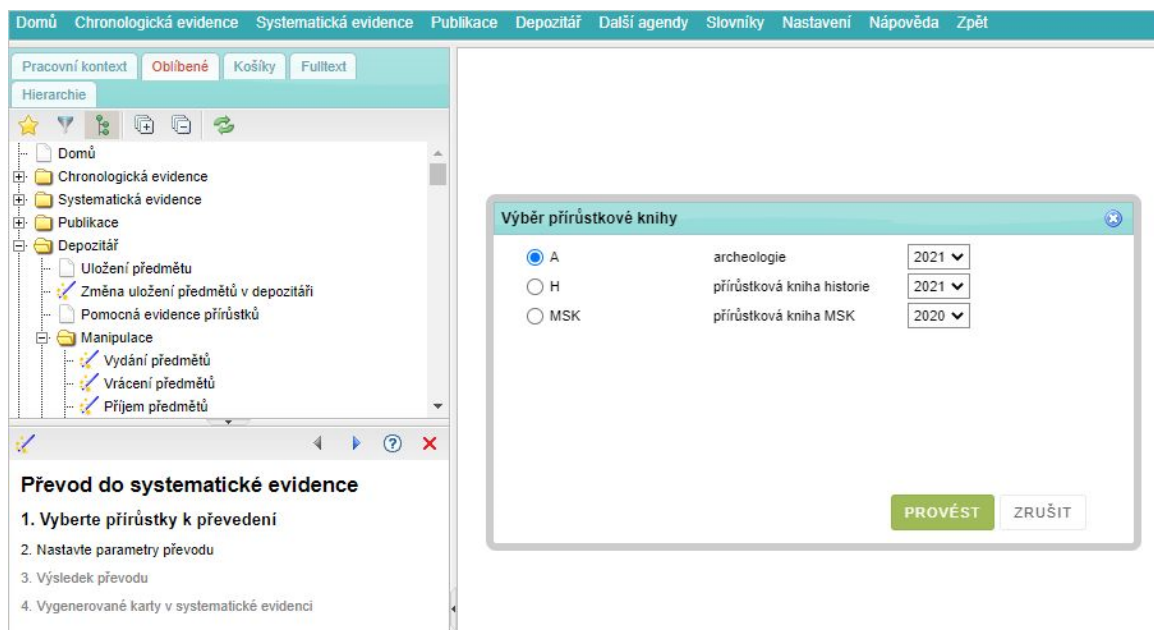 Domů Chronologická evidence Systematická evidence Publikace Depozitář Další agendy Slovníky Nastavení Nápověda Zpět
Pracovní kontext Oblíbené Košíky Fulltext
Hierarchie
Domů
Chronologická evidence
Systematická evidence
Publikace
Depozitář
Uložení předmětu
Změna uložení předmětů v depozitáři
Pomocná evidence přírůstků
Manipulace
Vydání předmětů
Vrácení předmětů
Příjem předmětů
Převod do systematické evidence
1. Vyberte přírůstky k převedení
2. Nastavte parametry převodu
3. Výsledek převodu
4. Vygenerované karty v systematické evidenci
Výběr přírůstkové knihy
A archeologie 2021
H přírůstková kniha historie 2021
MSK přírůstková kniha MSK 2020
PROVÉST ZRUŠIT